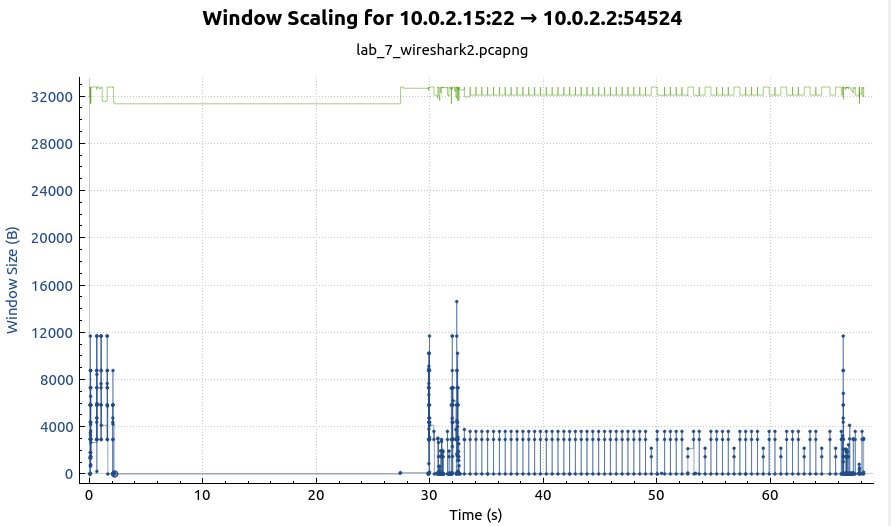 Window Scaling for 10.0.2.15:22 → 10.0.2.2:54524
lab_7_wireshark2.pcapng
Window Size (B)
32000
28000
24000
20000
16000
12000
8000
4000
0
0 10 20 30 40 50 60
Time (s)